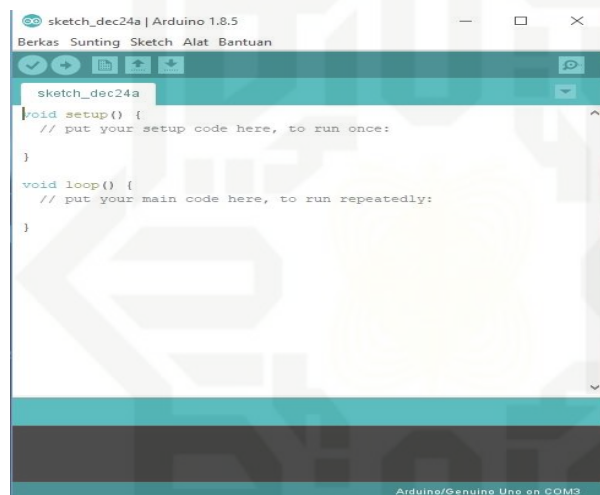 sketch_dec24a | Arduino 1.8.5
Berkas Sunting Sketch Alat Bantuan
sketch_dec24a
void setup() {
// put your setup code here, to run once:
}
void loop() {
// put your main code here, to run repeatedly:
}
Arduino/Genuino Uno on COM3